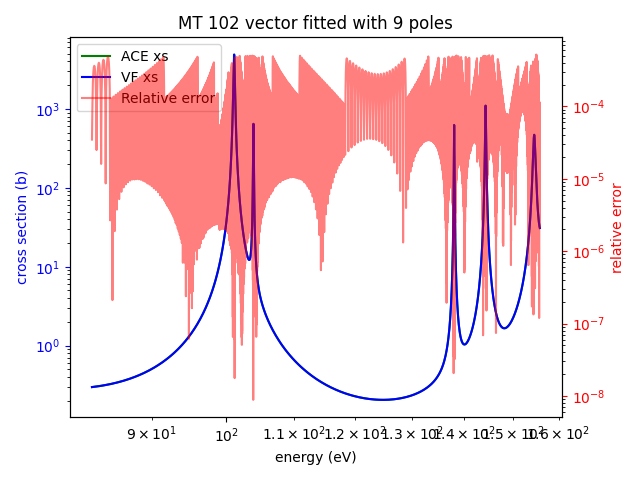 MT 102 vector fitted with 9 poles
ACE xs
VF xs
Relative error
cross section (b)
10³
10²
10¹
10⁰
relative error
10⁻⁴
10⁻⁵
10⁻⁶
10⁻⁷
10⁻⁸
9 × 10¹ 10² 1.1 × 10² 1.2 × 10² 1.3 × 10² 1.4 × 10² 1.5 × 10² 1.6 × 10²
energy (eV)